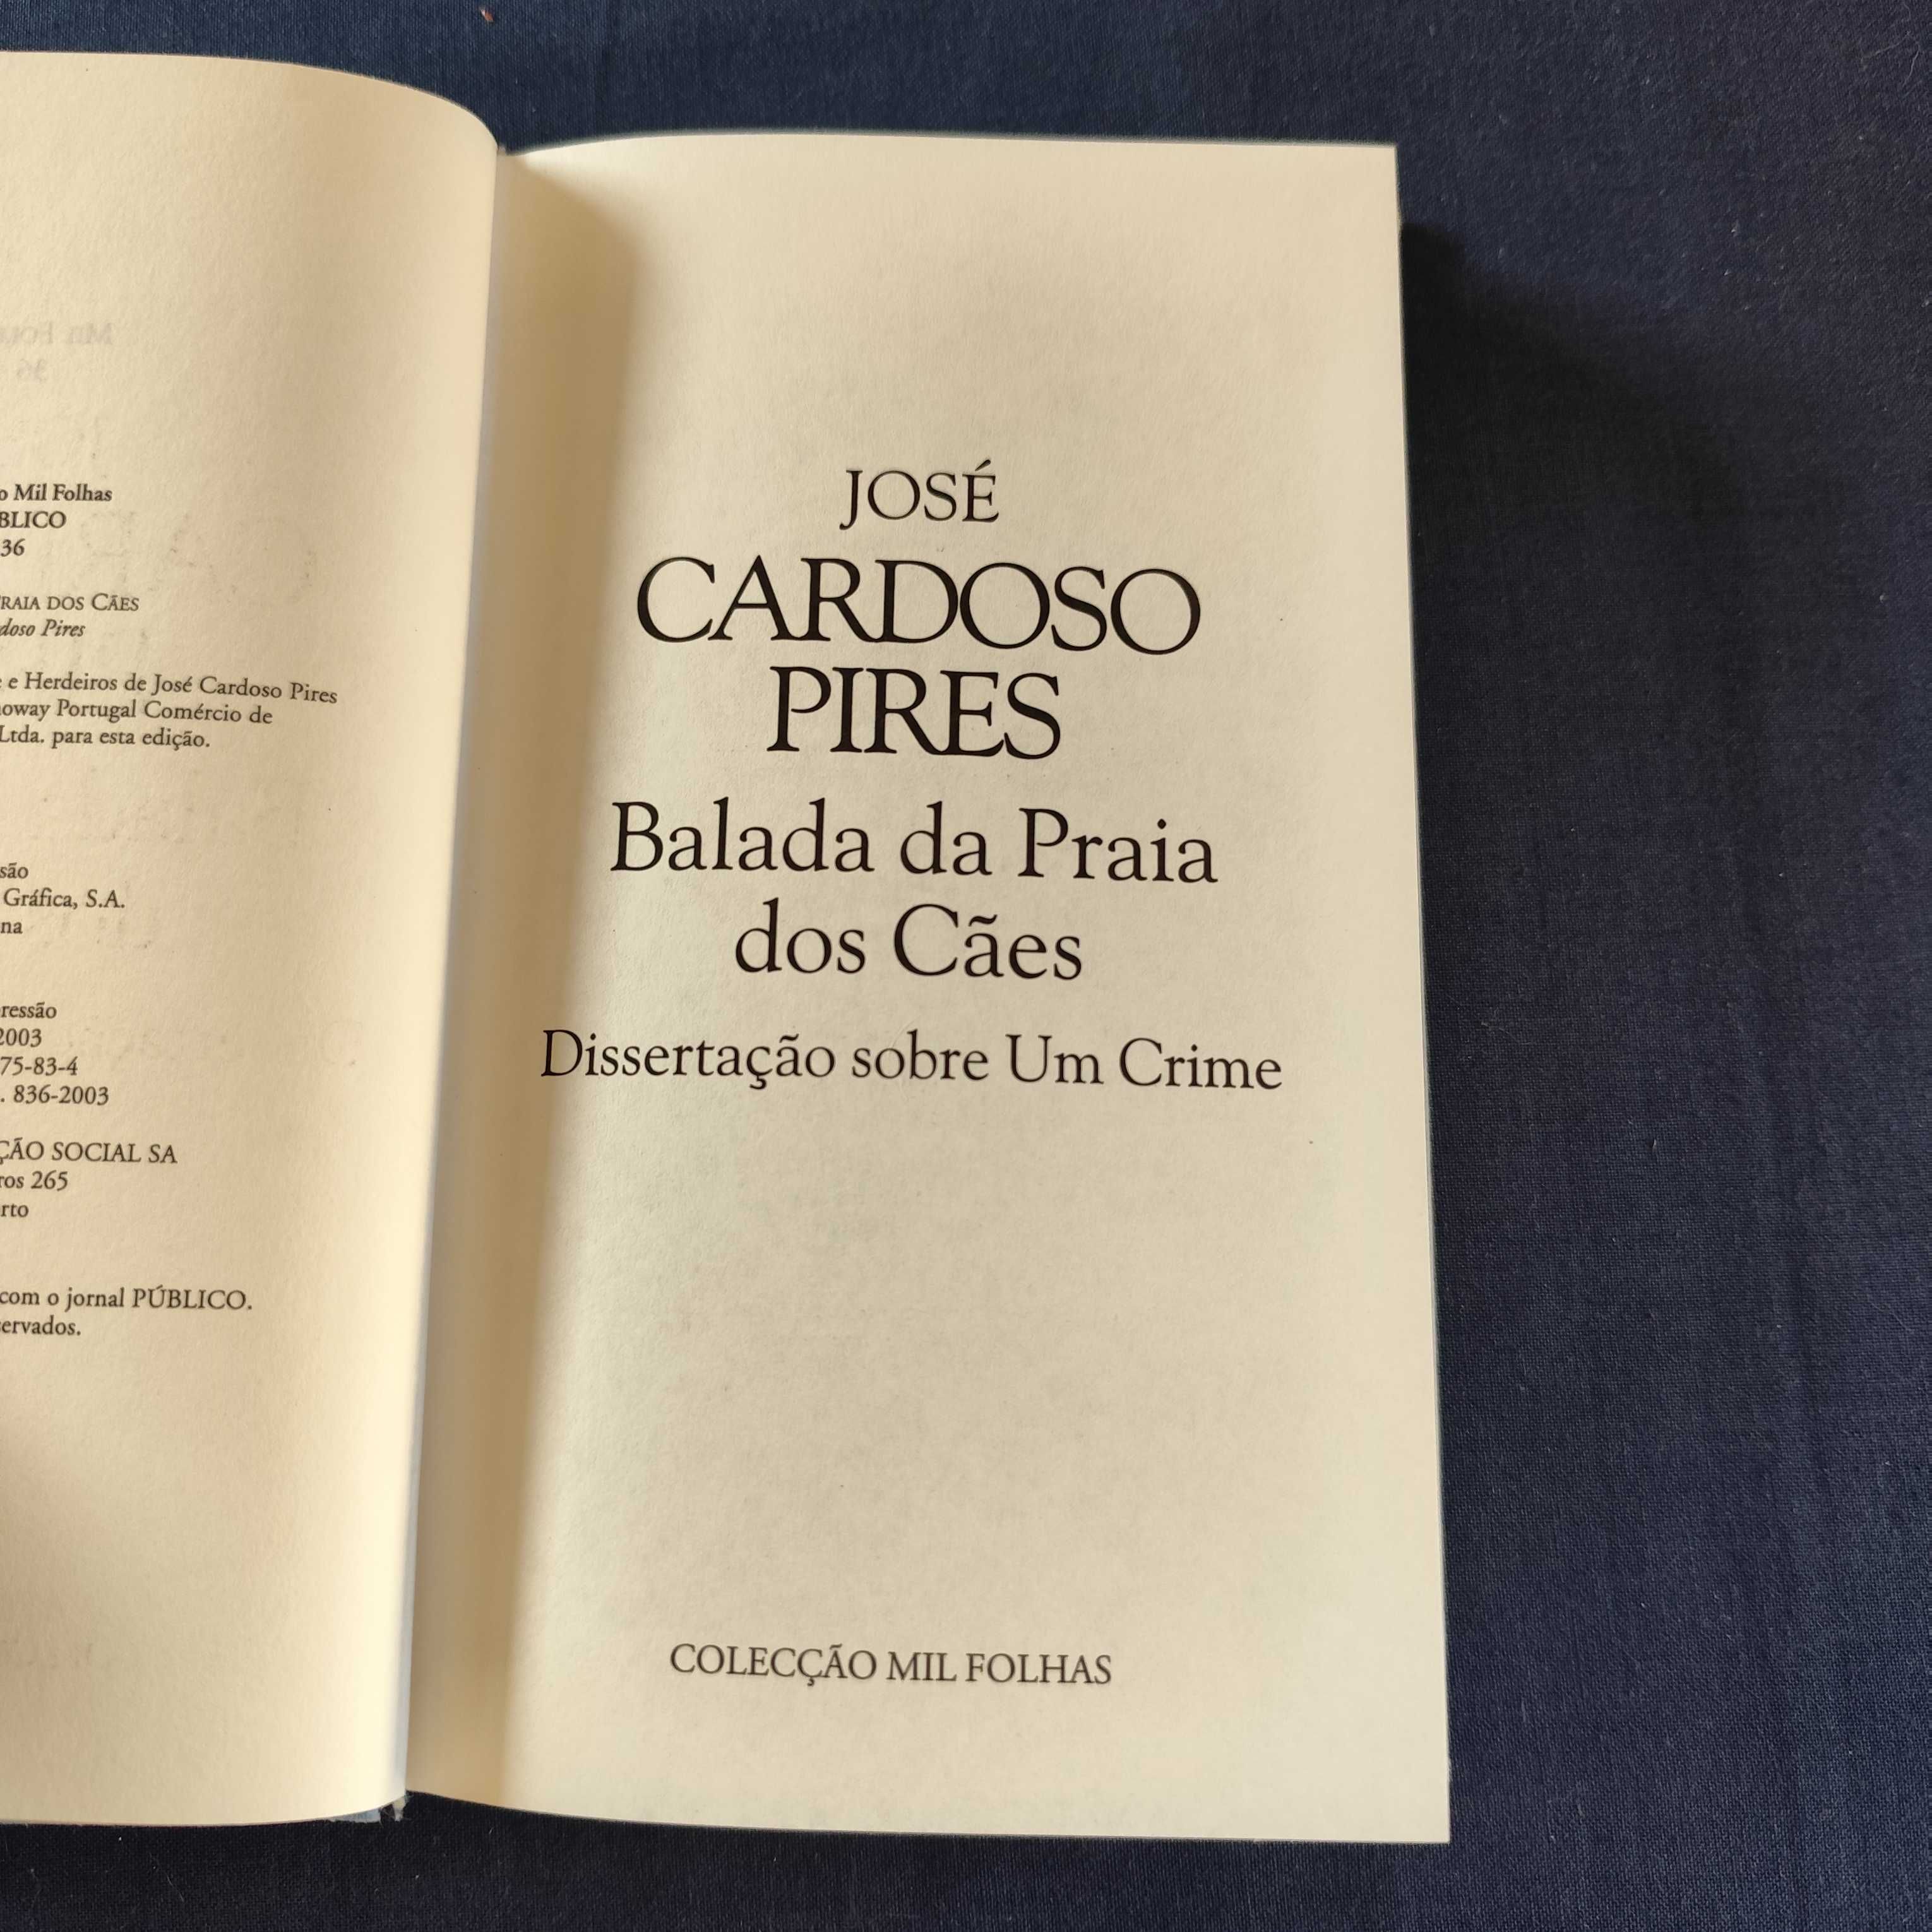 Mil Folhas
36
RAIA DOS CÃES
doso Pires
e Herdeiros de José Cardoso Pires
oway Portugal Comércio de
Ltda. para esta edição.
são
Gráfica, S.A.
na
ressão
2003
75-83-4
. 836-2003
ÇÃO SOCIAL SA
ros 265
rto
com o jornal PÚBLICO.
ervados.
JOSÉ
CARDOSO
PIRES
Balada da Praia
dos Cães
Dissertação sobre Um Crime
COLECÇÃO MIL FOLHAS